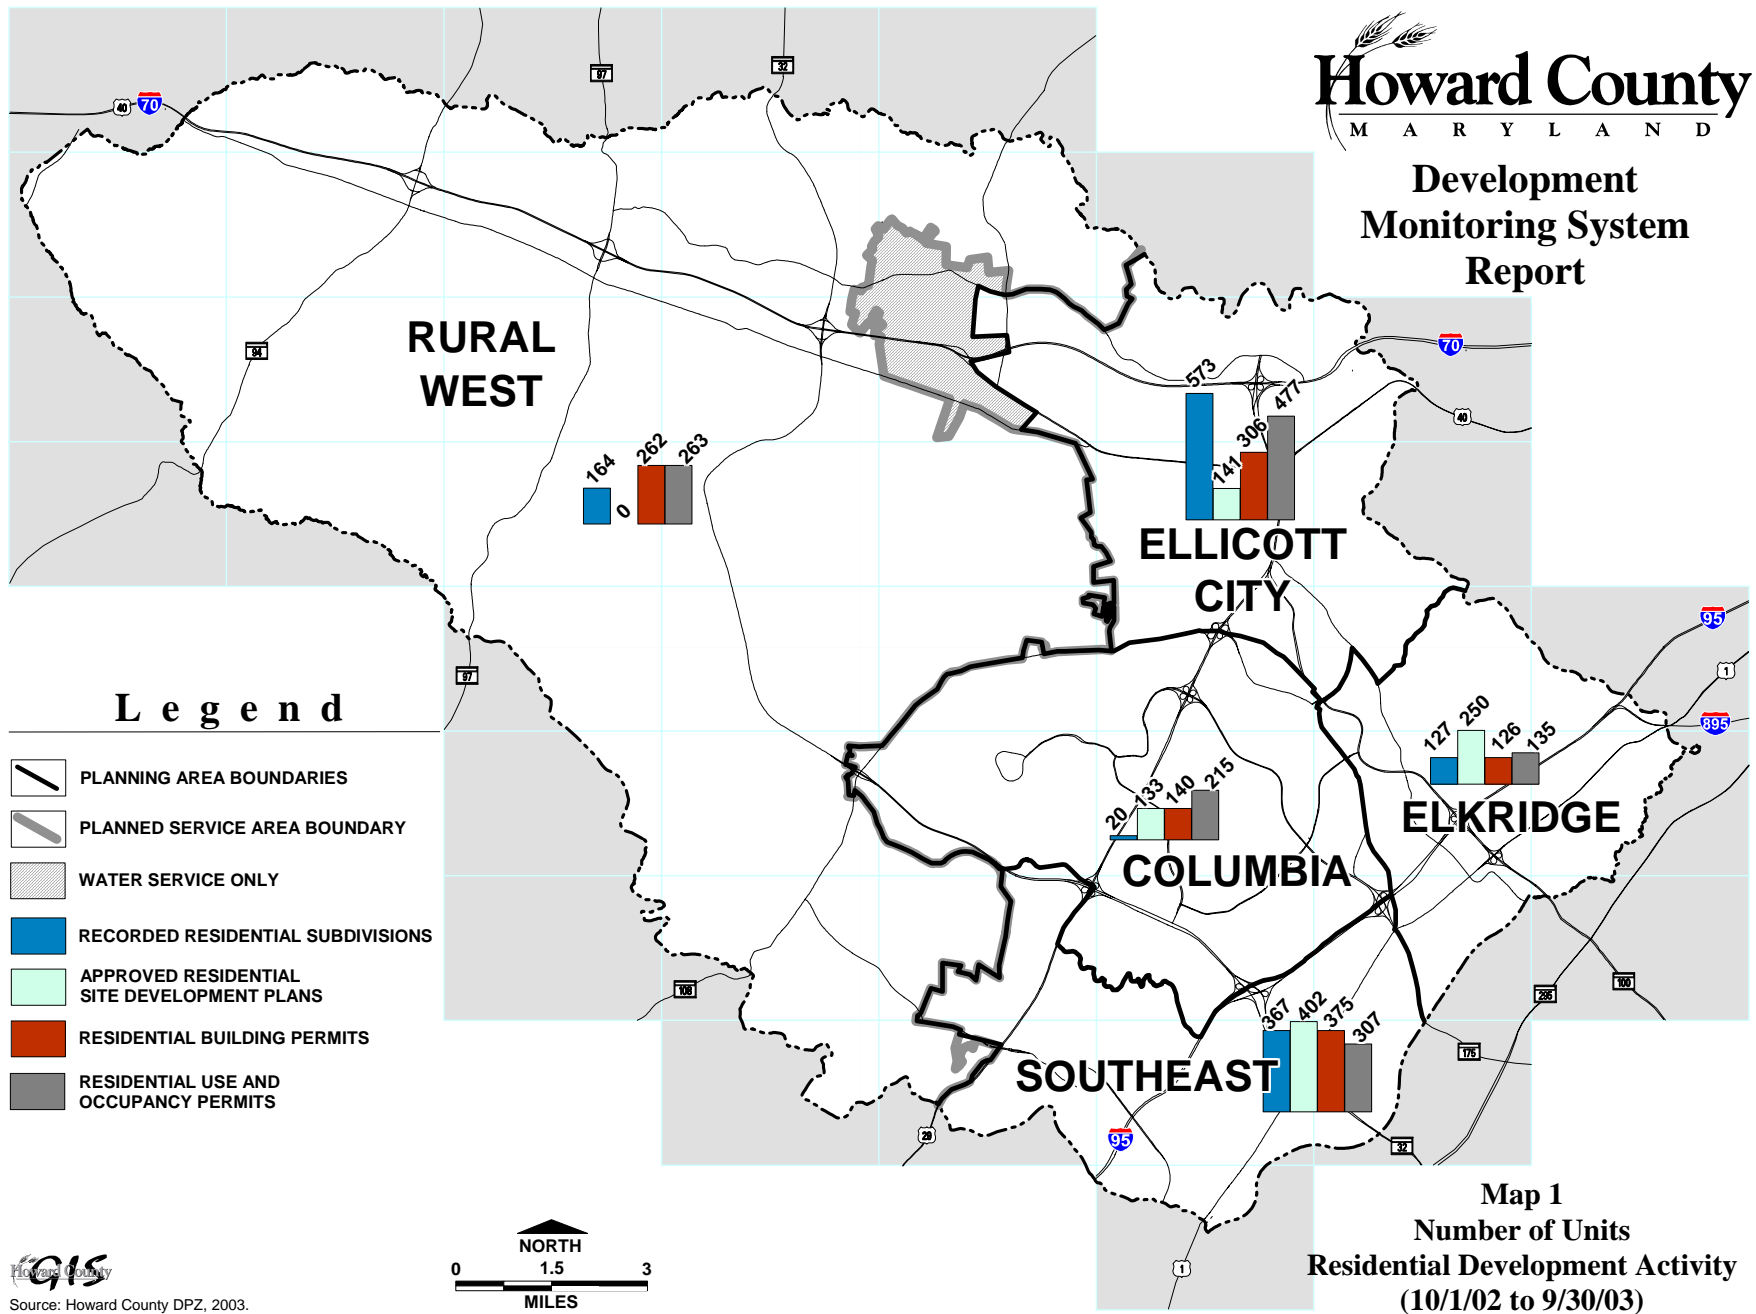 Howard County
MARYLAND
Development
Monitoring System
Report
40
70
97
32
94
RURAL
WEST
164
0
262
263
70
40
573
141
306
477
ELLICOTT
CITY
95
1
895
97
127
250
126
135
ELKRIDGE
20
133
140
215
COLUMBIA
108
295
100
175
367
402
375
307
SOUTHEAST
29
95
32
1
Legend
PLANNING AREA BOUNDARIES
PLANNED SERVICE AREA BOUNDARY
WATER SERVICE ONLY
RECORDED RESIDENTIAL SUBDIVISIONS
APPROVED RESIDENTIAL
SITE DEVELOPMENT PLANS
RESIDENTIAL BUILDING PERMITS
RESIDENTIAL USE AND
OCCUPANCY PERMITS
GIS
Howard County
Source: Howard County DPZ, 2003.
NORTH
0 1.5 3
MILES
Map 1
Number of Units
Residential Development Activity
(10/1/02 to 9/30/03)